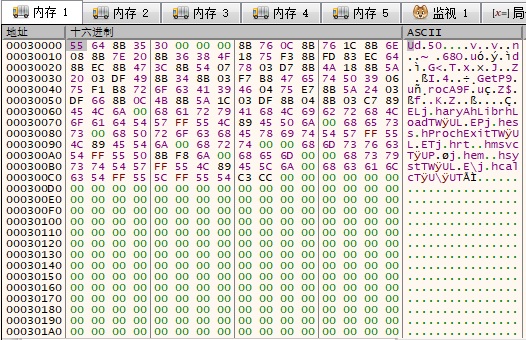 内存 1 内存 2 内存 3 内存 4 内存 5 监视 1 [x=] 局
地址 十六进制 ASCII
00030000 55 64 8B 35 30 00 00 00 8B 76 0C 8B 76 1C 8B 6E Ud.50....v..v..n
00030010 08 8B 7E 20 8B 36 38 4F 18 75 F3 8B FD 83 EC 64 ..~ .68O.uó.ý.ìd
00030020 8B EC 8B 47 3C 8B 54 07 78 03 D7 8B 4A 18 8B 5A .ì.G<.T.x.×.J..Z
00030030 20 03 DF 49 8B 34 8B 03 F7 B8 47 65 74 50 39 06 .ßI.4..÷¸GetP9.
00030040 75 F1 B8 72 6F 63 41 39 46 04 75 E7 8B 5A 24 03 uñ¸rocA9F.uç.Z$.
00030050 DF 66 8B 0C 4B 8B 5A 1C 03 DF 8B 04 8B 03 C7 89 ßf..K.Z..ß....Ç.
00030060 45 4C 6A 00 68 61 72 79 41 68 4C 69 62 72 68 4C ELj.haryAhLibrhL
00030070 6F 61 64 54 57 FF 55 4C 89 45 50 6A 00 68 65 73 oadTWÿUL.EPj.hes
00030080 73 00 68 50 72 6F 63 68 45 78 69 74 54 57 FF 55 s.hProchExitTWÿU
00030090 4C 89 45 54 6A 00 68 72 74 00 00 68 6D 73 76 63 L.ETj.hrt..hmsvc
000300A0 54 FF 55 50 8B F8 6A 00 68 65 6D 00 00 68 73 79 TÿUP.øj.hem..hsy
000300B0 73 74 54 57 FF 55 4C 89 45 5C 6A 00 68 63 61 6C stTWÿUL.E\j.hcal
000300C0 63 54 FF 55 5C FF 55 54 C3 CC 00 00 00 00 00 00 cTÿU\ÿUTÃÌ......
000300D0 00 00 00 00 00 00 00 00 00 00 00 00 00 00 00 00 ................
000300E0 00 00 00 00 00 00 00 00 00 00 00 00 00 00 00 00 ................
000300F0 00 00 00 00 00 00 00 00 00 00 00 00 00 00 00 00 ................
00030100 00 00 00 00 00 00 00 00 00 00 00 00 00 00 00 00 ................
00030110 00 00 00 00 00 00 00 00 00 00 00 00 00 00 00 00 ................
00030120 00 00 00 00 00 00 00 00 00 00 00 00 00 00 00 00 ................
00030130 00 00 00 00 00 00 00 00 00 00 00 00 00 00 00 00 ................
00030140 00 00 00 00 00 00 00 00 00 00 00 00 00 00 00 00 ................
00030150 00 00 00 00 00 00 00 00 00 00 00 00 00 00 00 00 ................
00030160 00 00 00 00 00 00 00 00 00 00 00 00 00 00 00 00 ................
00030170 00 00 00 00 00 00 00 00 00 00 00 00 00 00 00 00 ................
00030180 00 00 00 00 00 00 00 00 00 00 00 00 00 00 00 00 ................
00030190 00 00 00 00 00 00 00 00 00 00 00 00 00 00 00 00 ................
000301A0 00 00 00 00 00 00 00 00 00 00 00 00 00 00 00 00 ................